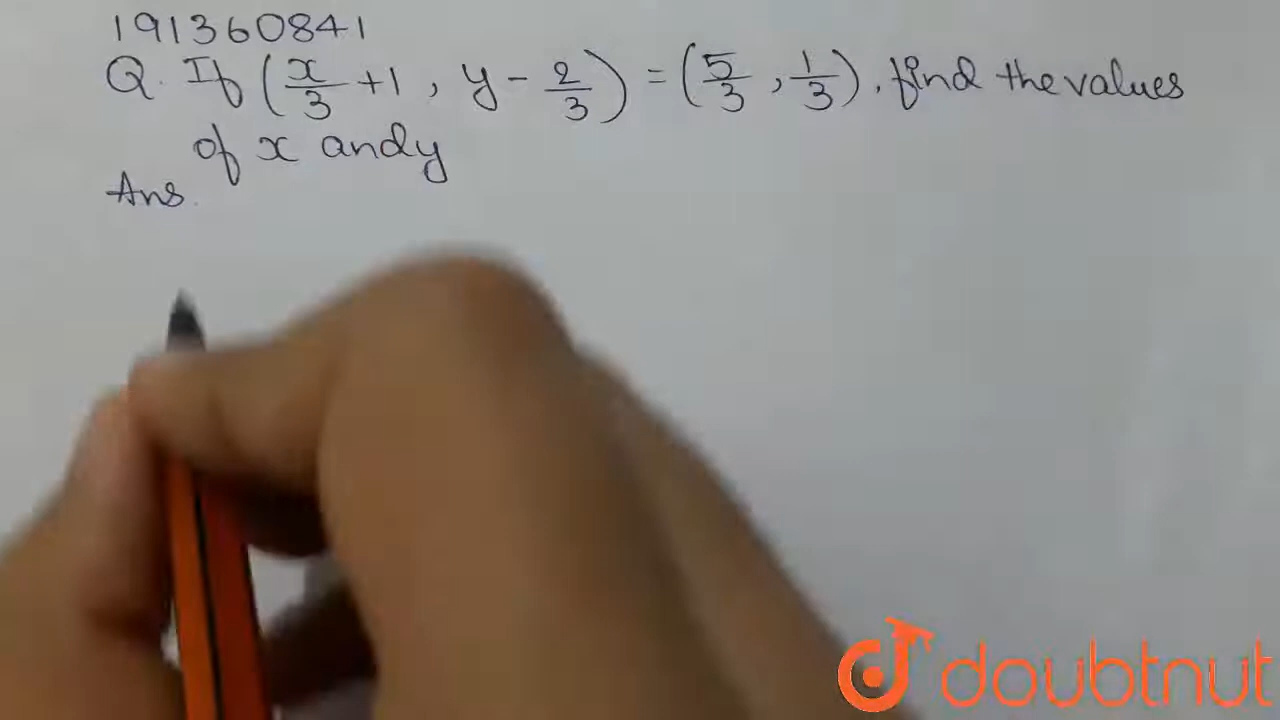 191360841
Q. If (x/3 + 1, y - 2/3) = (5/3, 1/3), find the values
of x and y
Ans.
doubtnut